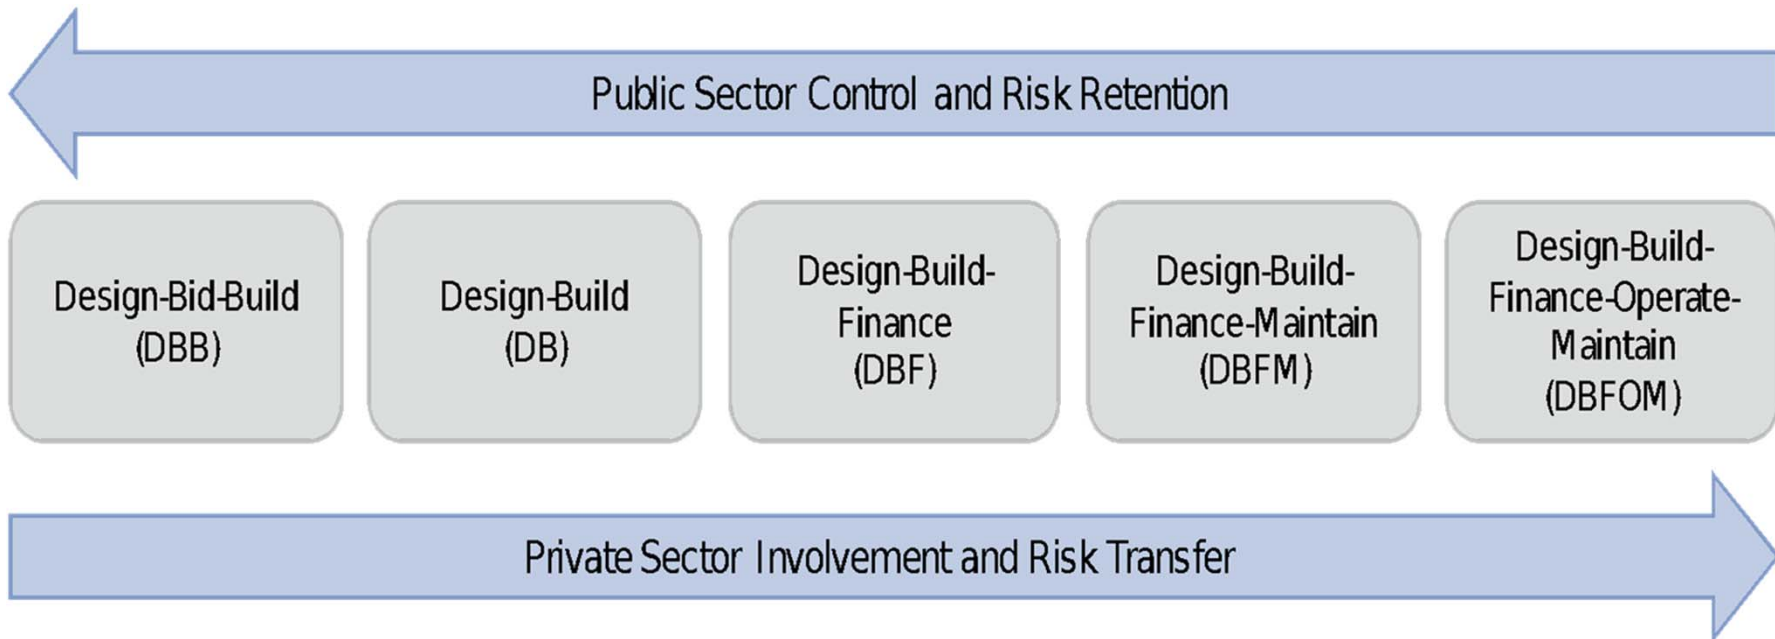 Public Sector Control and Risk Retention
Design-Bid-Build
(DBB)
Design-Build
(DB)
Design-Build-
Finance
(DBF)
Design-Build-
Finance-Maintain
(DBFM)
Design-Build-
Finance-Operate-
Maintain
(DBFOM)
Private Sector Involvement and Risk Transfer